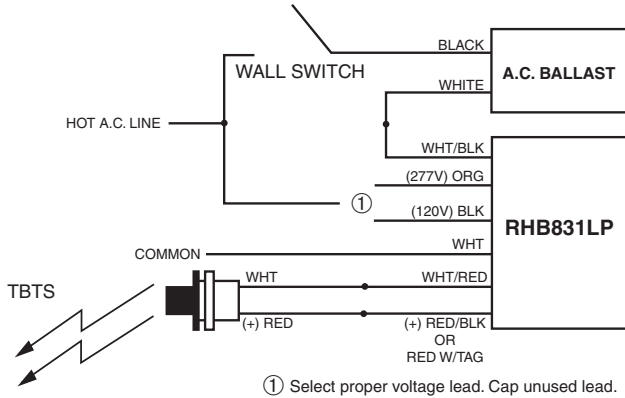 BLACK
WALL SWITCH
A.C. BALLAST
WHITE
HOT A.C. LINE
WHT/BLK
(277V) ORG
①
(120V) BLK
RHB831LP
WHT
COMMON
TBTS
WHT
WHT/RED
(+) RED
(+) RED/BLK
OR
RED W/TAG
① Select proper voltage lead. Cap unused lead.